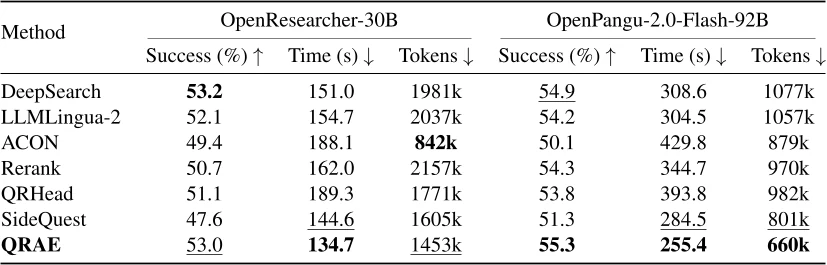 Method OpenResearcher-30B OpenPangu-2.0-Flash-92B
Success (%) ↑ Time (s) ↓ Tokens ↓ Success (%) ↑ Time (s) ↓ Tokens ↓
DeepSearch 53.2 151.0 1981k 54.9 308.6 1077k
LLMLingua-2 52.1 154.7 2037k 54.2 304.5 1057k
ACON 49.4 188.1 842k 50.1 429.8 879k
Rerank 50.7 162.0 2157k 54.3 344.7 970k
QRHead 51.1 189.3 1771k 53.8 393.8 982k
SideQuest 47.6 144.6 1605k 51.3 284.5 801k
QRAE 53.0 134.7 1453k 55.3 255.4 660k